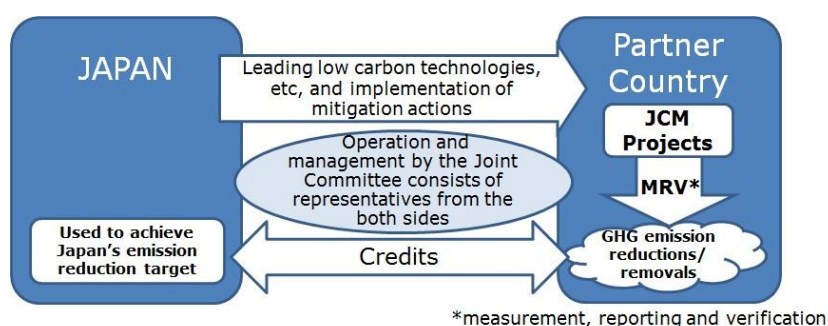 JAPAN
Leading low carbon technologies,
etc, and implementation of
mitigation actions
Partner
Country
JCM
Projects
MRV*
Operation and
management by the Joint
Committee consists of
representatives from the
both sides
Used to achieve
Japan's emission
reduction target
Credits
GHG emission
reductions/
removals
*measurement, reporting and verification